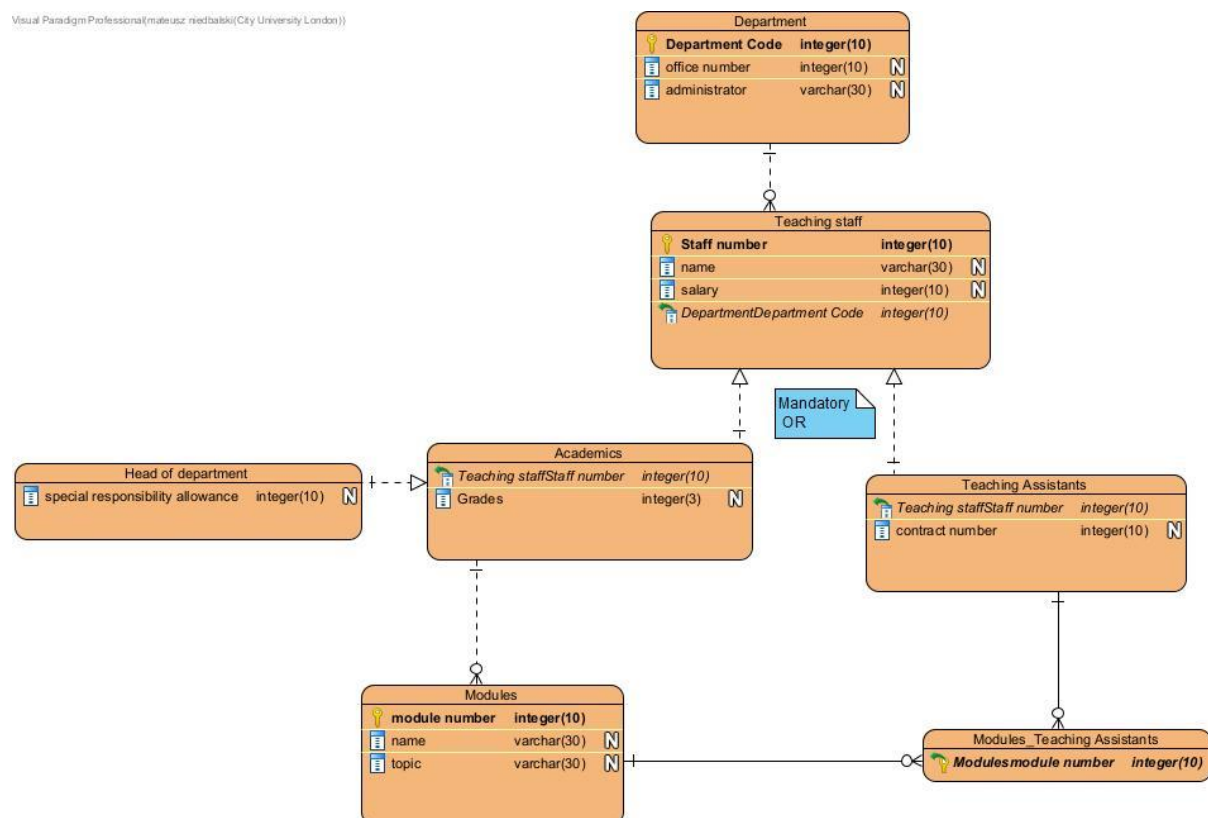 Visual Paradigm Professional(mateusz niedbalski(City University London))
Department
Department Code integer(10)
office number integer(10) N
administrator varchar(30) N
Teaching staff
Staff number integer(10)
name varchar(30) N
salary integer(10) N
DepartmentDepartment Code integer(10)
Mandatory
OR
Academics
Teaching staffStaff number integer(10)
Grades integer(3) N
Head of department
special responsibility allowance integer(10) N
Teaching Assistants
Teaching staffStaff number integer(10)
contract number integer(10) N
Modules
module number integer(10)
name varchar(30) N
topic varchar(30) N
Modules_Teaching Assistants
Modulesmodule number integer(10)